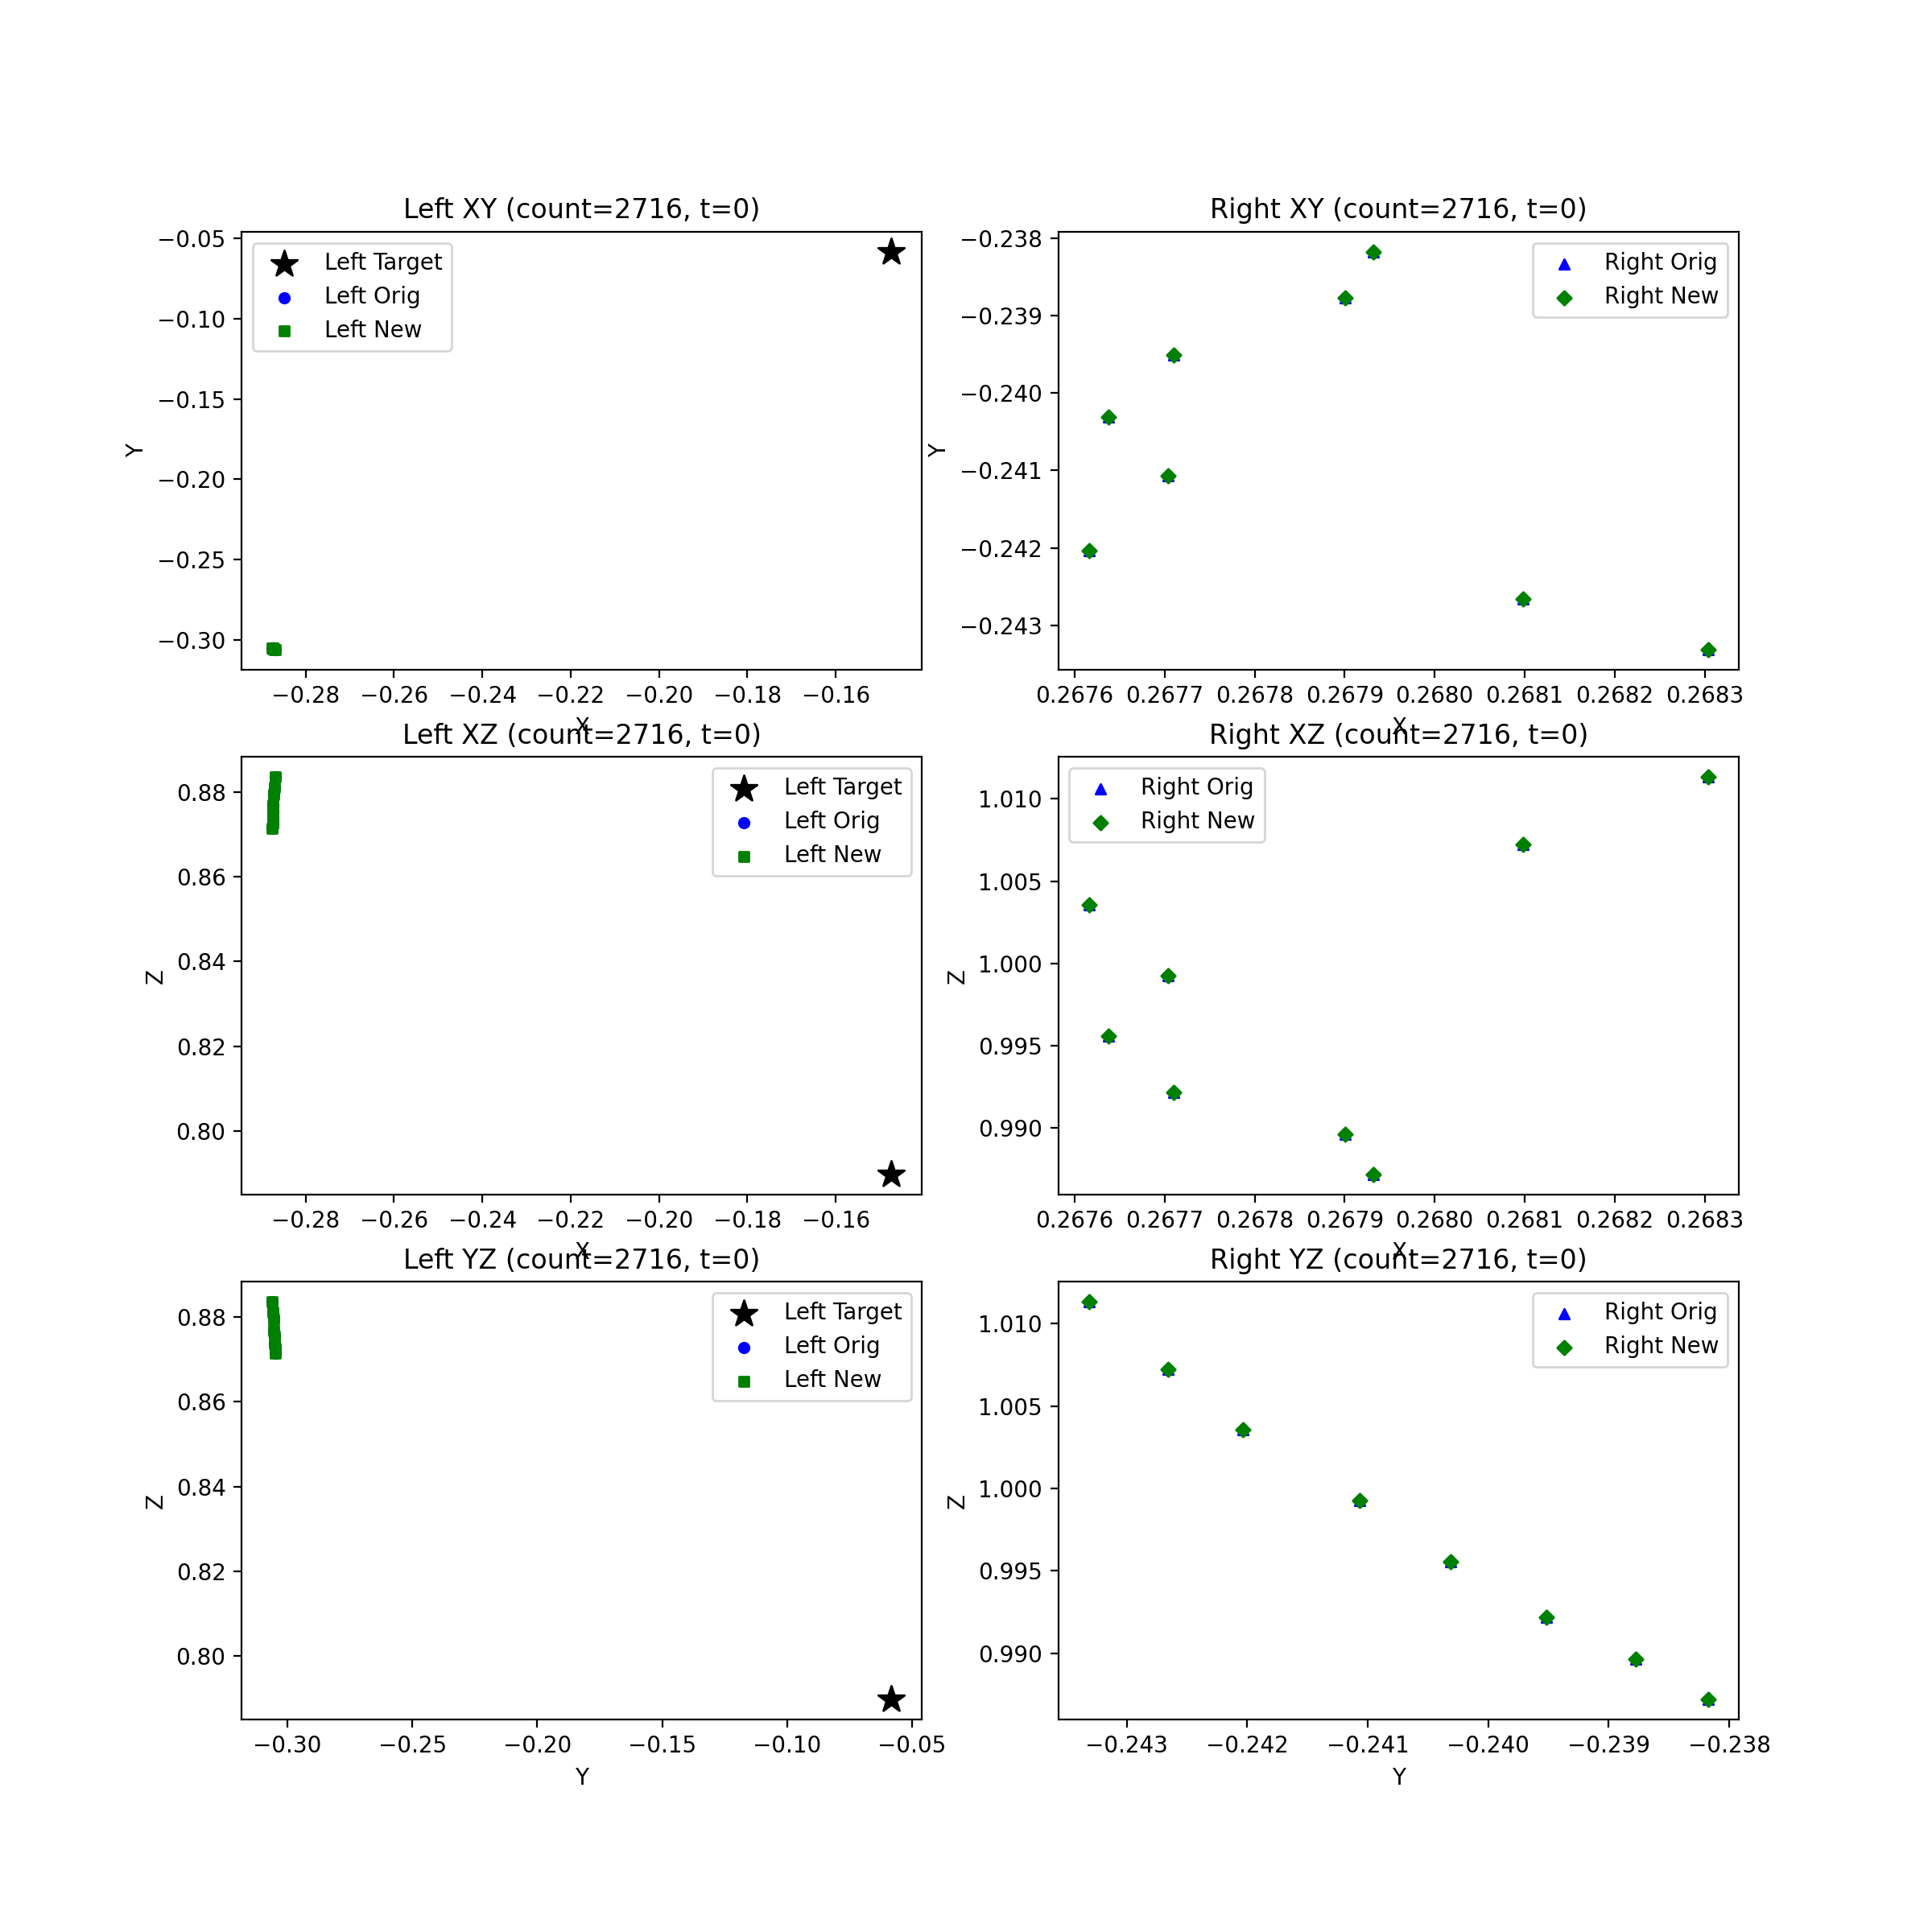 Left XY (count=2716, t=0)
Y
−0.05
−0.10
−0.15
−0.20
−0.25
−0.30
Left Target
Left Orig
Left New
−0.28 −0.26 −0.24 −0.22 −0.20 −0.18 −0.16
X
Right XY (count=2716, t=0)
Y
−0.238
−0.239
−0.240
−0.241
−0.242
−0.243
Right Orig
Right New
0.2676 0.2677 0.2678 0.2679 0.2680 0.2681 0.2682 0.2683
X
Left XZ (count=2716, t=0)
Z
0.88
0.86
0.84
0.82
0.80
Left Target
Left Orig
Left New
−0.28 −0.26 −0.24 −0.22 −0.20 −0.18 −0.16
X
Right XZ (count=2716, t=0)
Z
1.010
1.005
1.000
0.995
0.990
Right Orig
Right New
0.2676 0.2677 0.2678 0.2679 0.2680 0.2681 0.2682 0.2683
X
Left YZ (count=2716, t=0)
Z
0.88
0.86
0.84
0.82
0.80
Left Target
Left Orig
Left New
−0.30 −0.25 −0.20 −0.15 −0.10 −0.05
Y
Right YZ (count=2716, t=0)
Z
1.010
1.005
1.000
0.995
0.990
Right Orig
Right New
−0.243 −0.242 −0.241 −0.240 −0.239 −0.238
Y